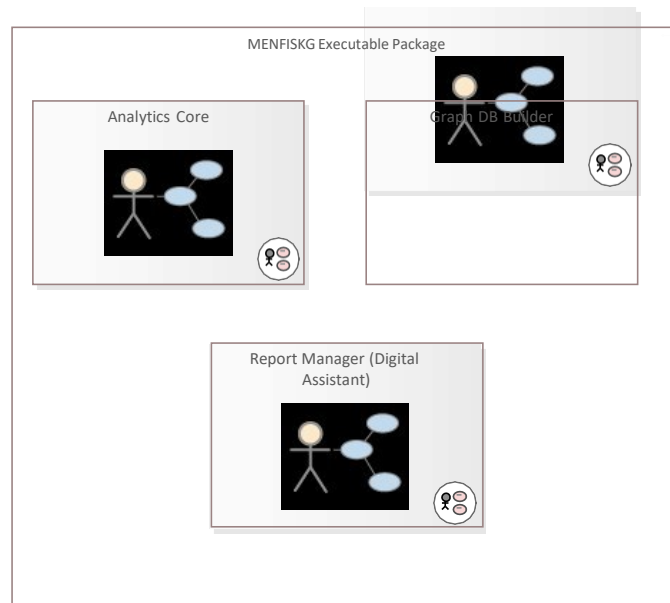 MENFISKG Executable Package
Analytics Core
Graph DB Builder
Report Manager (Digital
Assistant)